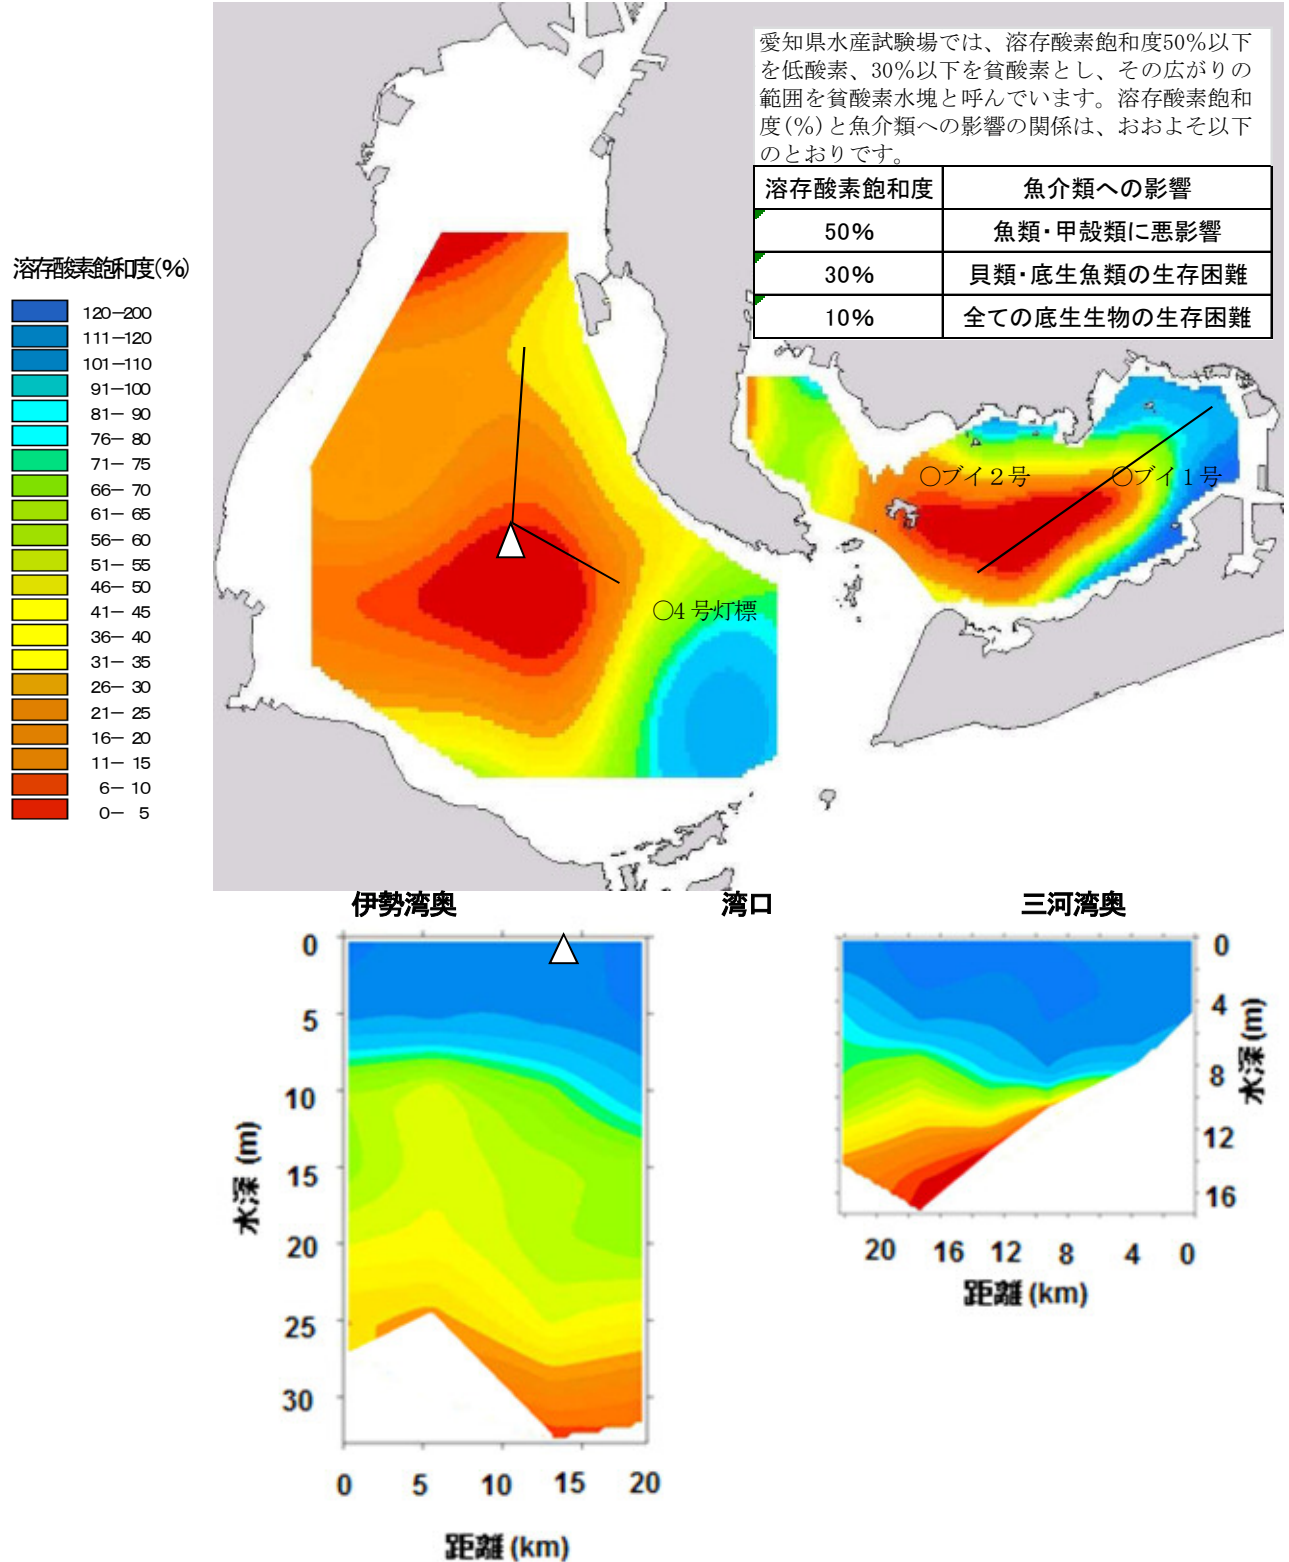 愛知県水産試験場では、溶存酸素飽和度50%以下
を低酸素、30%以下を貧酸素とし、その広がりの
範囲を貧酸素水塊と呼んでいます。溶存酸素飽和
度(%)と魚介類への影響の関係は、おおよそ以下
のとおりです。
溶存酸素飽和度 魚介類への影響
50% 魚類・甲殻類に悪影響
30% 貝類・底生魚類の生存困難
10% 全ての底生生物の生存困難
溶存酸素飽和度(%)
120-200
111-120
101-110
91-100
81- 90
76- 80
71- 75
66- 70
61- 65
56- 60
51- 55
46- 50
41- 45
36- 40
31- 35
26- 30
21- 25
16- 20
11- 15
6- 10
0- 5
○ブイ2号
○ブイ1号
○4号灯標
伊勢湾奥 湾口 三河湾奥
0
5
10
15
20
25
30
水深 (m)
0 5 10 15 20
距離 (km)
0
4
8
12
16
水深 (m)
20 16 12 8 4 0
距離 (km)